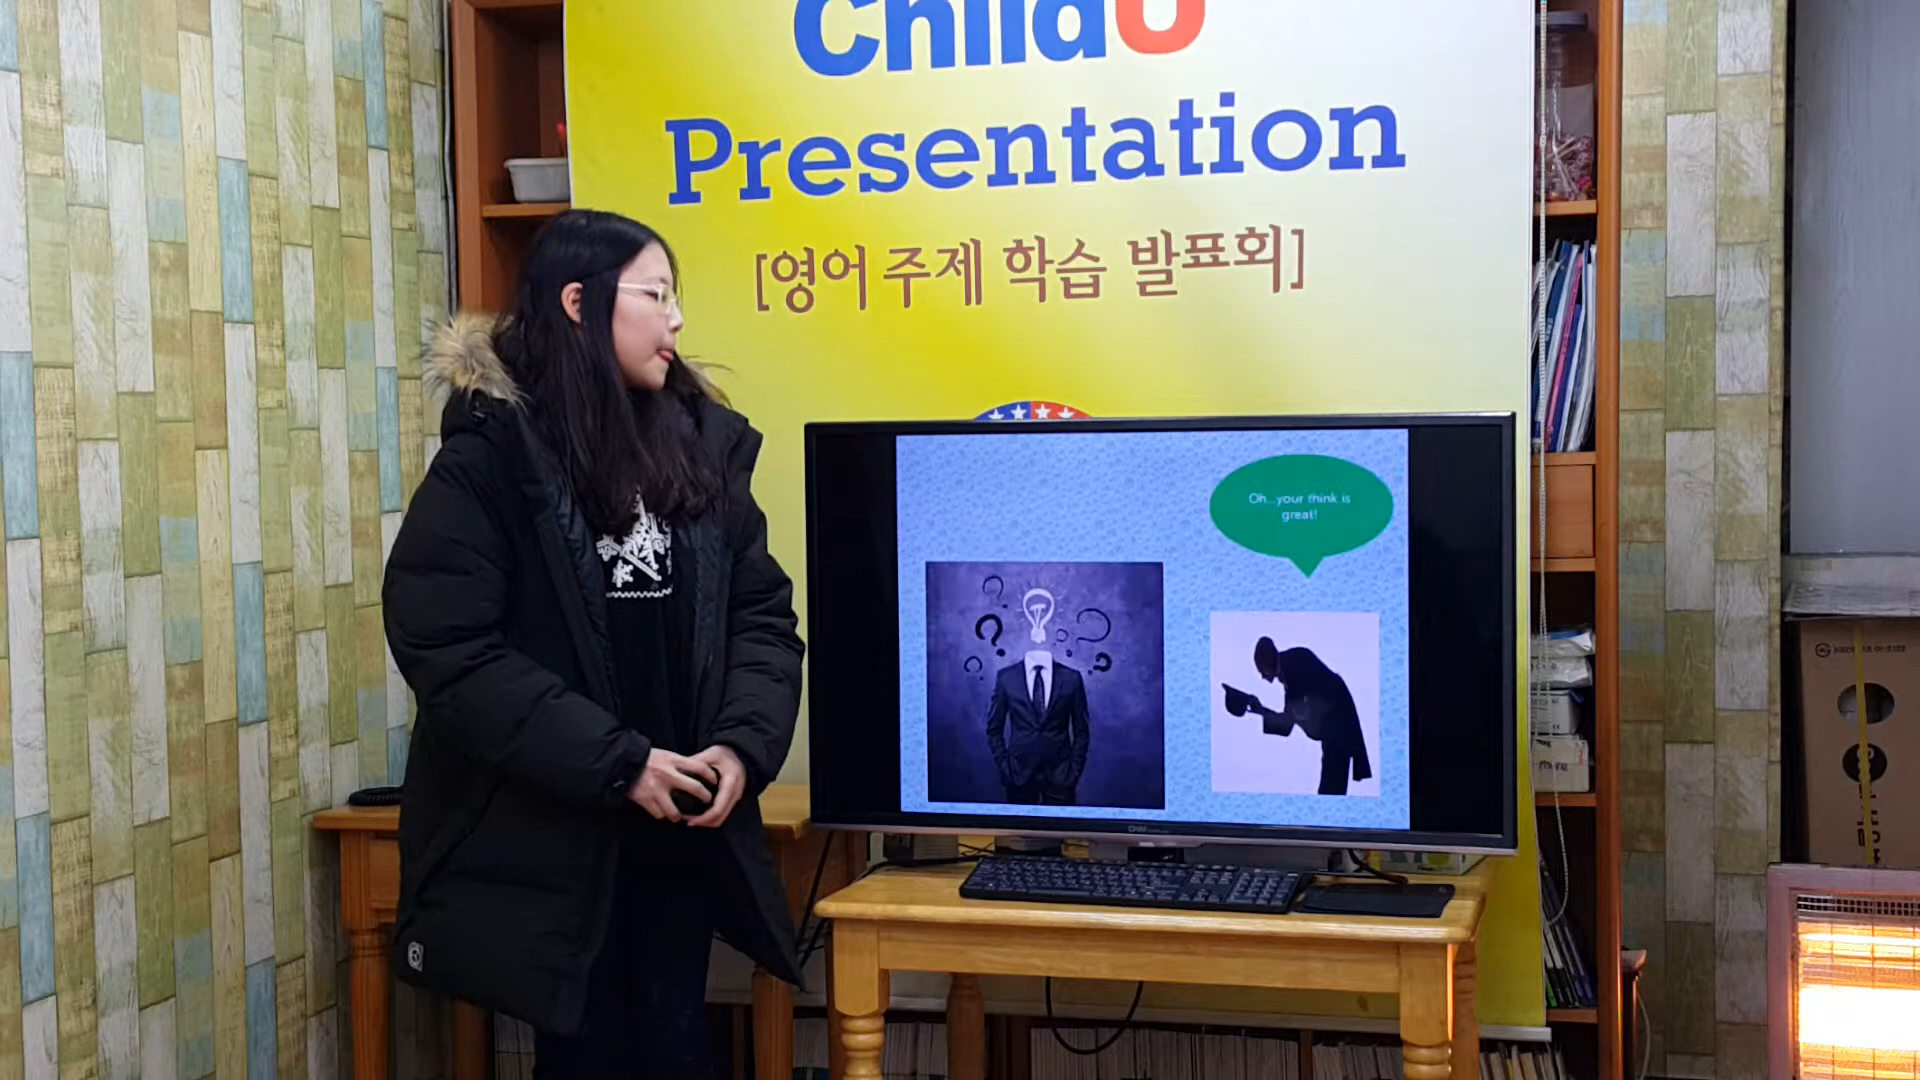 ChildU
Presentation
[영어 주제 학습 발표회]
Oh...your think is
great!